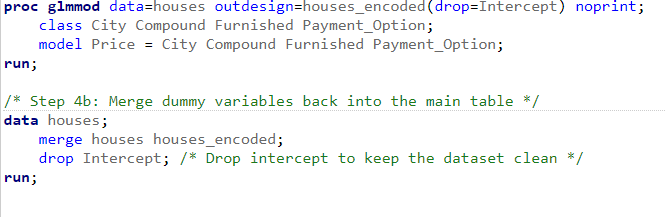 proc glmmod data=houses outdesign=houses_encoded(drop=Intercept) noprint;
class City Compound Furnished Payment_Option;
model Price = City Compound Furnished Payment_Option;
run;
/* Step 4b: Merge dummy variables back into the main table */
data houses;
merge houses houses_encoded;
drop Intercept; /* Drop intercept to keep the dataset clean */
run;